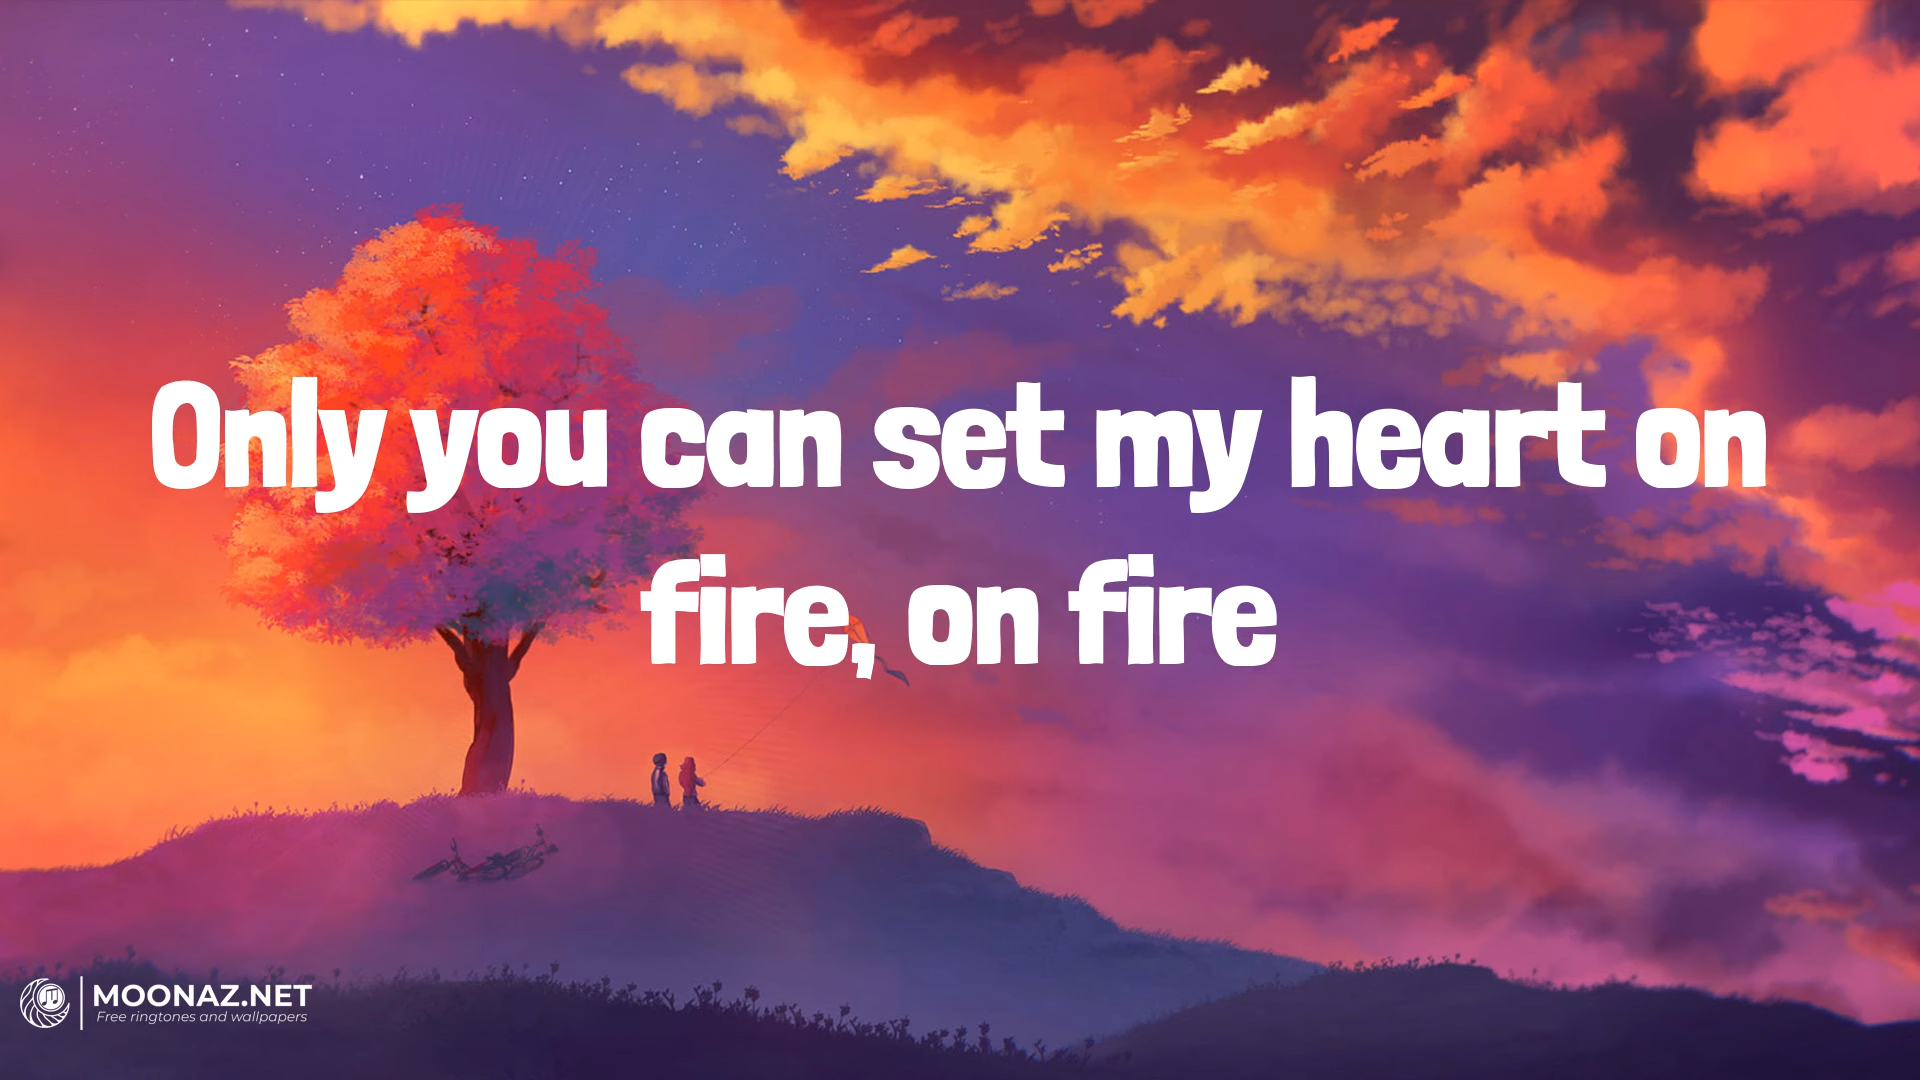 Only you can set my heart on
fire, on fire
MOONAZ.NET
Free ringtones and wallpapers